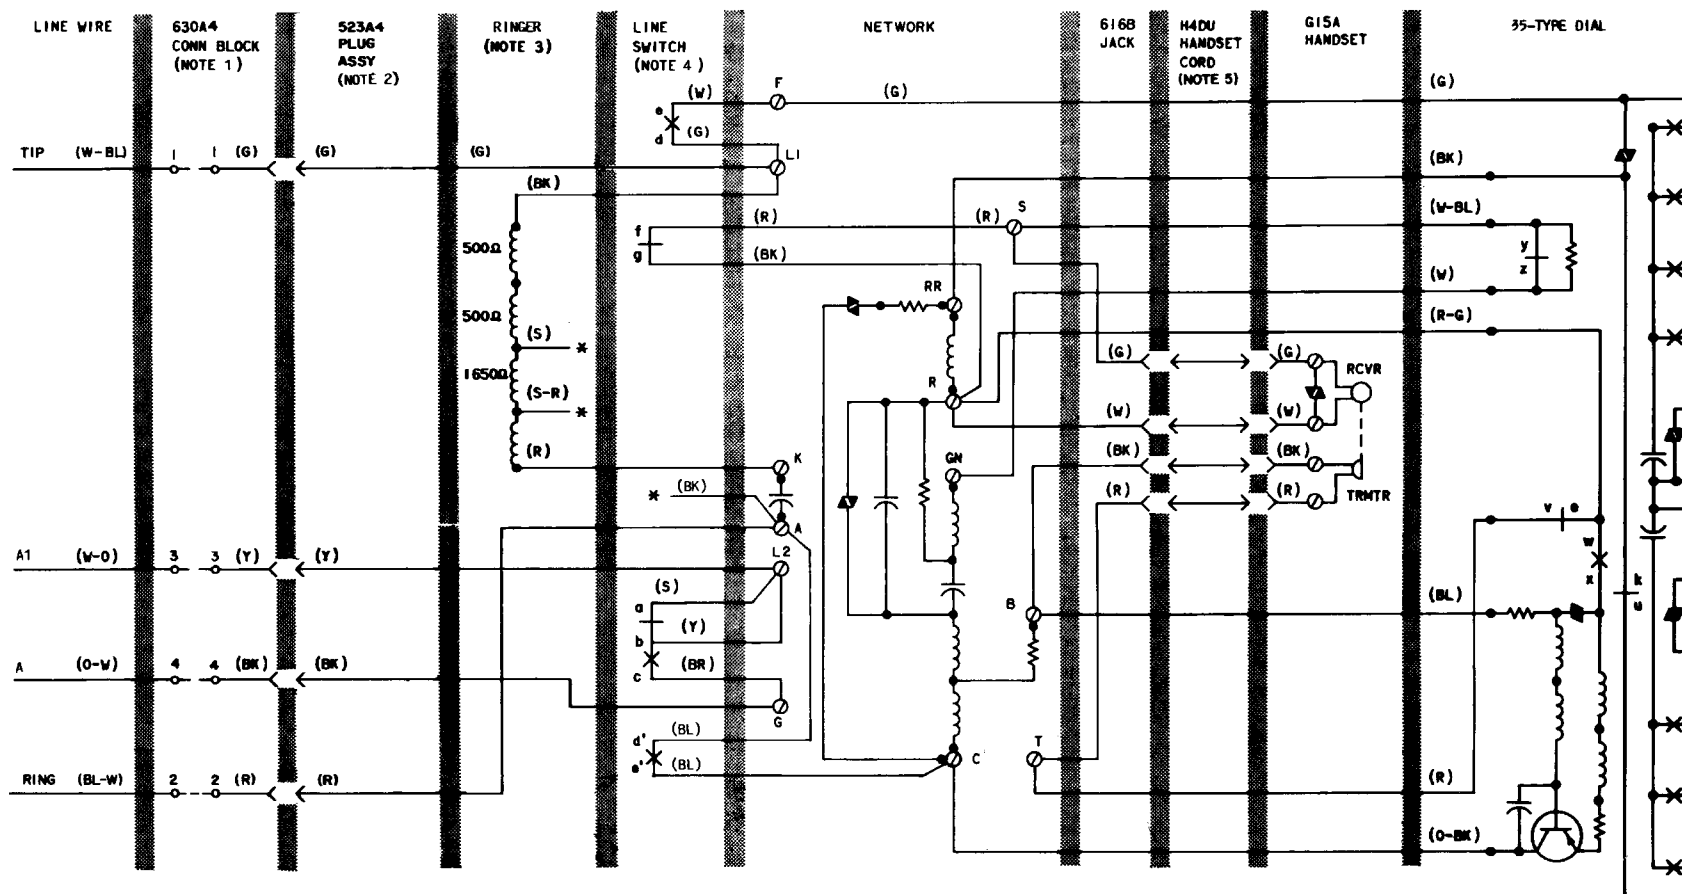 LINE WIRE
630A4
CONN BLOCK
(NOTE 1)
523A4
PLUG
ASSY
(NOTE 2)
RINGER
(NOTE 3)
LINE
SWITCH
(NOTE 4)
NETWORK
616B
JACK
H4DU
HANDSET
CORD
(NOTE 5)
G15A
HANDSET
35-TYPE DIAL
F
(W)
(G)
(G)
e
d
(G)
L1
TIP (W-BL) 1 1 (G) (G) (G)
(BK)
(BK)
(R)
(R)
S
(W-BL)
f
g
(BK)
500Ω
y
z
(W)
RR
500Ω
(R-G)
(S)
*
(G)
(G)
RCVR
1650Ω
R
(S-R)
*
(W)
(W)
(R)
K
GN
(BK)
(BK)
* (BK)
(R)
(R)
TRMTR
A
v e
w
x
L2
A1 (W-O) 3 3 (Y) (Y)
(S)
a
b
(Y)
c
(BR)
B
(BL)
k
A (O-W) 4 4 (BK) (BK)
G
d'
(BL)
e'
(BL)
T
C
RING (BL-W) 2 2 (R) (R)
(R)
(O-BK)